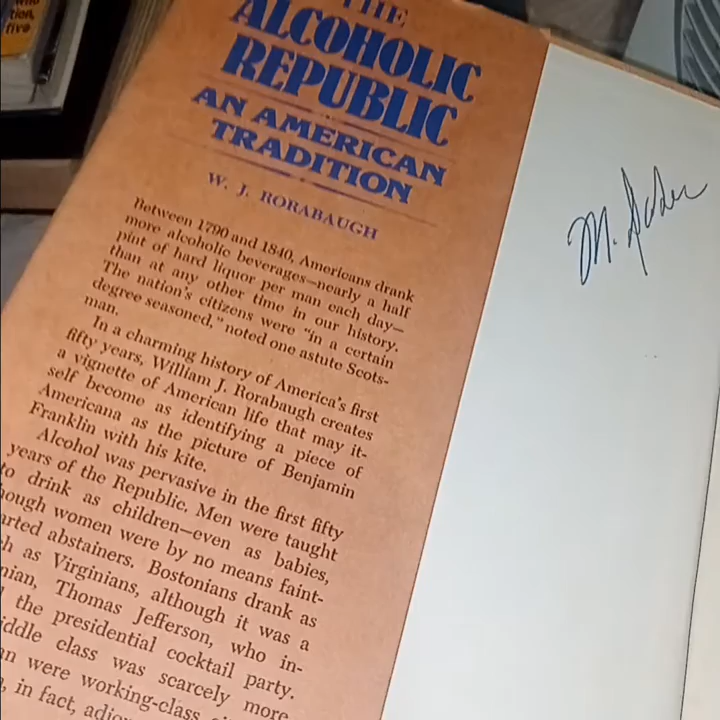 THE
ALCOHOLIC
REPUBLIC
AN AMERICAN
TRADITION
W. J. RORABAUGH
Between 1790 and 1840, Americans drank
more alcoholic beverages—nearly a half
pint of hard liquor per man each day—
than at any other time in our history.
The nation's citizens were "in a certain
degree seasoned," noted one astute Scots-
man.
In a charming history of America's first
fifty years, William J. Rorabaugh creates
a vignette of American life that may it-
self become as identifying a piece of
Americana as the picture of Benjamin
Franklin with his kite.
Alcohol was pervasive in the first fifty
years of the Republic. Men were taught
to drink as children—even as babies,
women were by no means faint-
abstainers. Bostonians drank as
as Virginians, although it was a
Thomas Jefferson, who in-
the presidential cocktail party.
class was scarcely more
were working-class
in fact,
M.